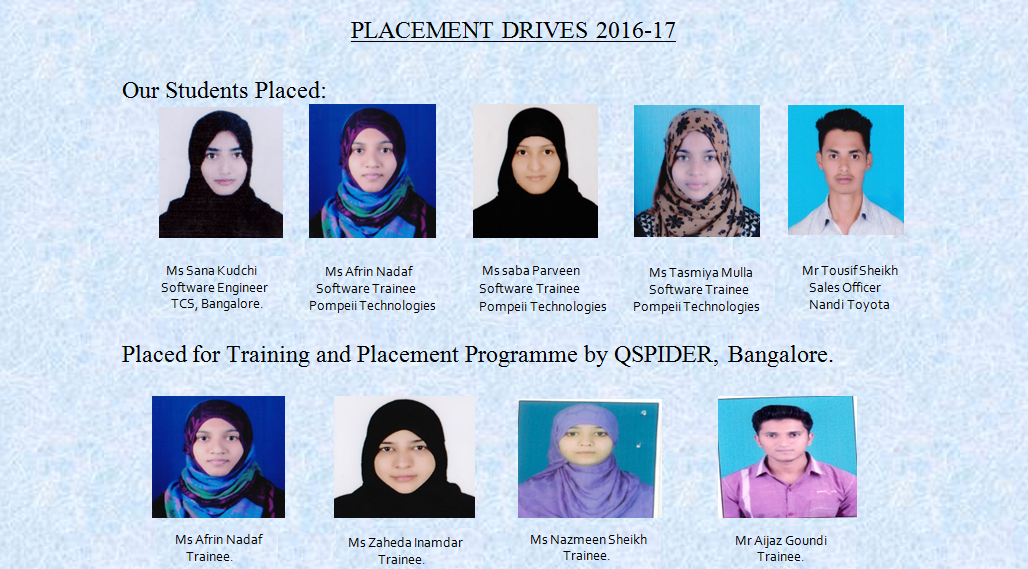 PLACEMENT DRIVES 2016-17
Our Students Placed:
Ms Sana Kudchi
Software Engineer
TCS, Bangalore.
Ms Afrin Nadaf
Software Trainee
Pompeii Technologies
Ms saba Parveen
Software Trainee
Pompeii Technologies
Ms Tasmiya Mulla
Software Trainee
Pompeii Technologies
Mr Tousif Sheikh
Sales Officer
Nandi Toyota
Placed for Training and Placement Programme by QSPIDER, Bangalore.
Ms Afrin Nadaf
Trainee.
Ms Zaheda Inamdar
Trainee.
Ms Nazmeen Sheikh
Trainee.
Mr Aijaz Goundi
Trainee.